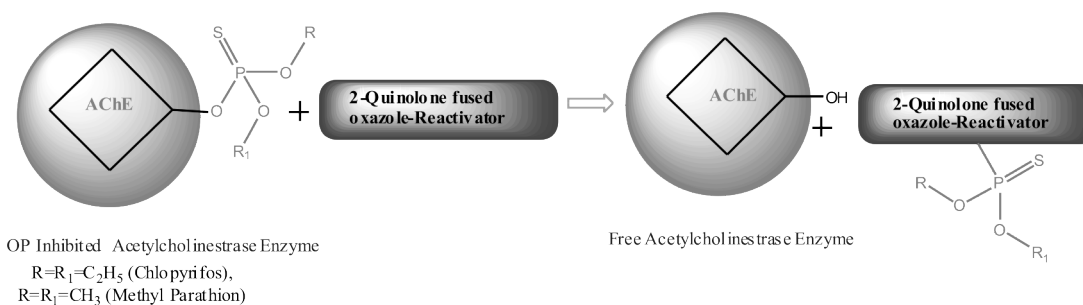 R
S
P
O
AChE
O
O
R1
+
2-Quinolone fused
oxazole-Reactivator
AChE
OH
+
2-Quinolone fused
oxazole-Reactivator
S
P
R
O
O
R1
OP Inhibited Acetylcholinestrase Enzyme
R=R1=C2H5 (Chlopyrifos),
R=R1=CH3 (Methyl Parathion)
Free Acetylcholinestrase Enzyme